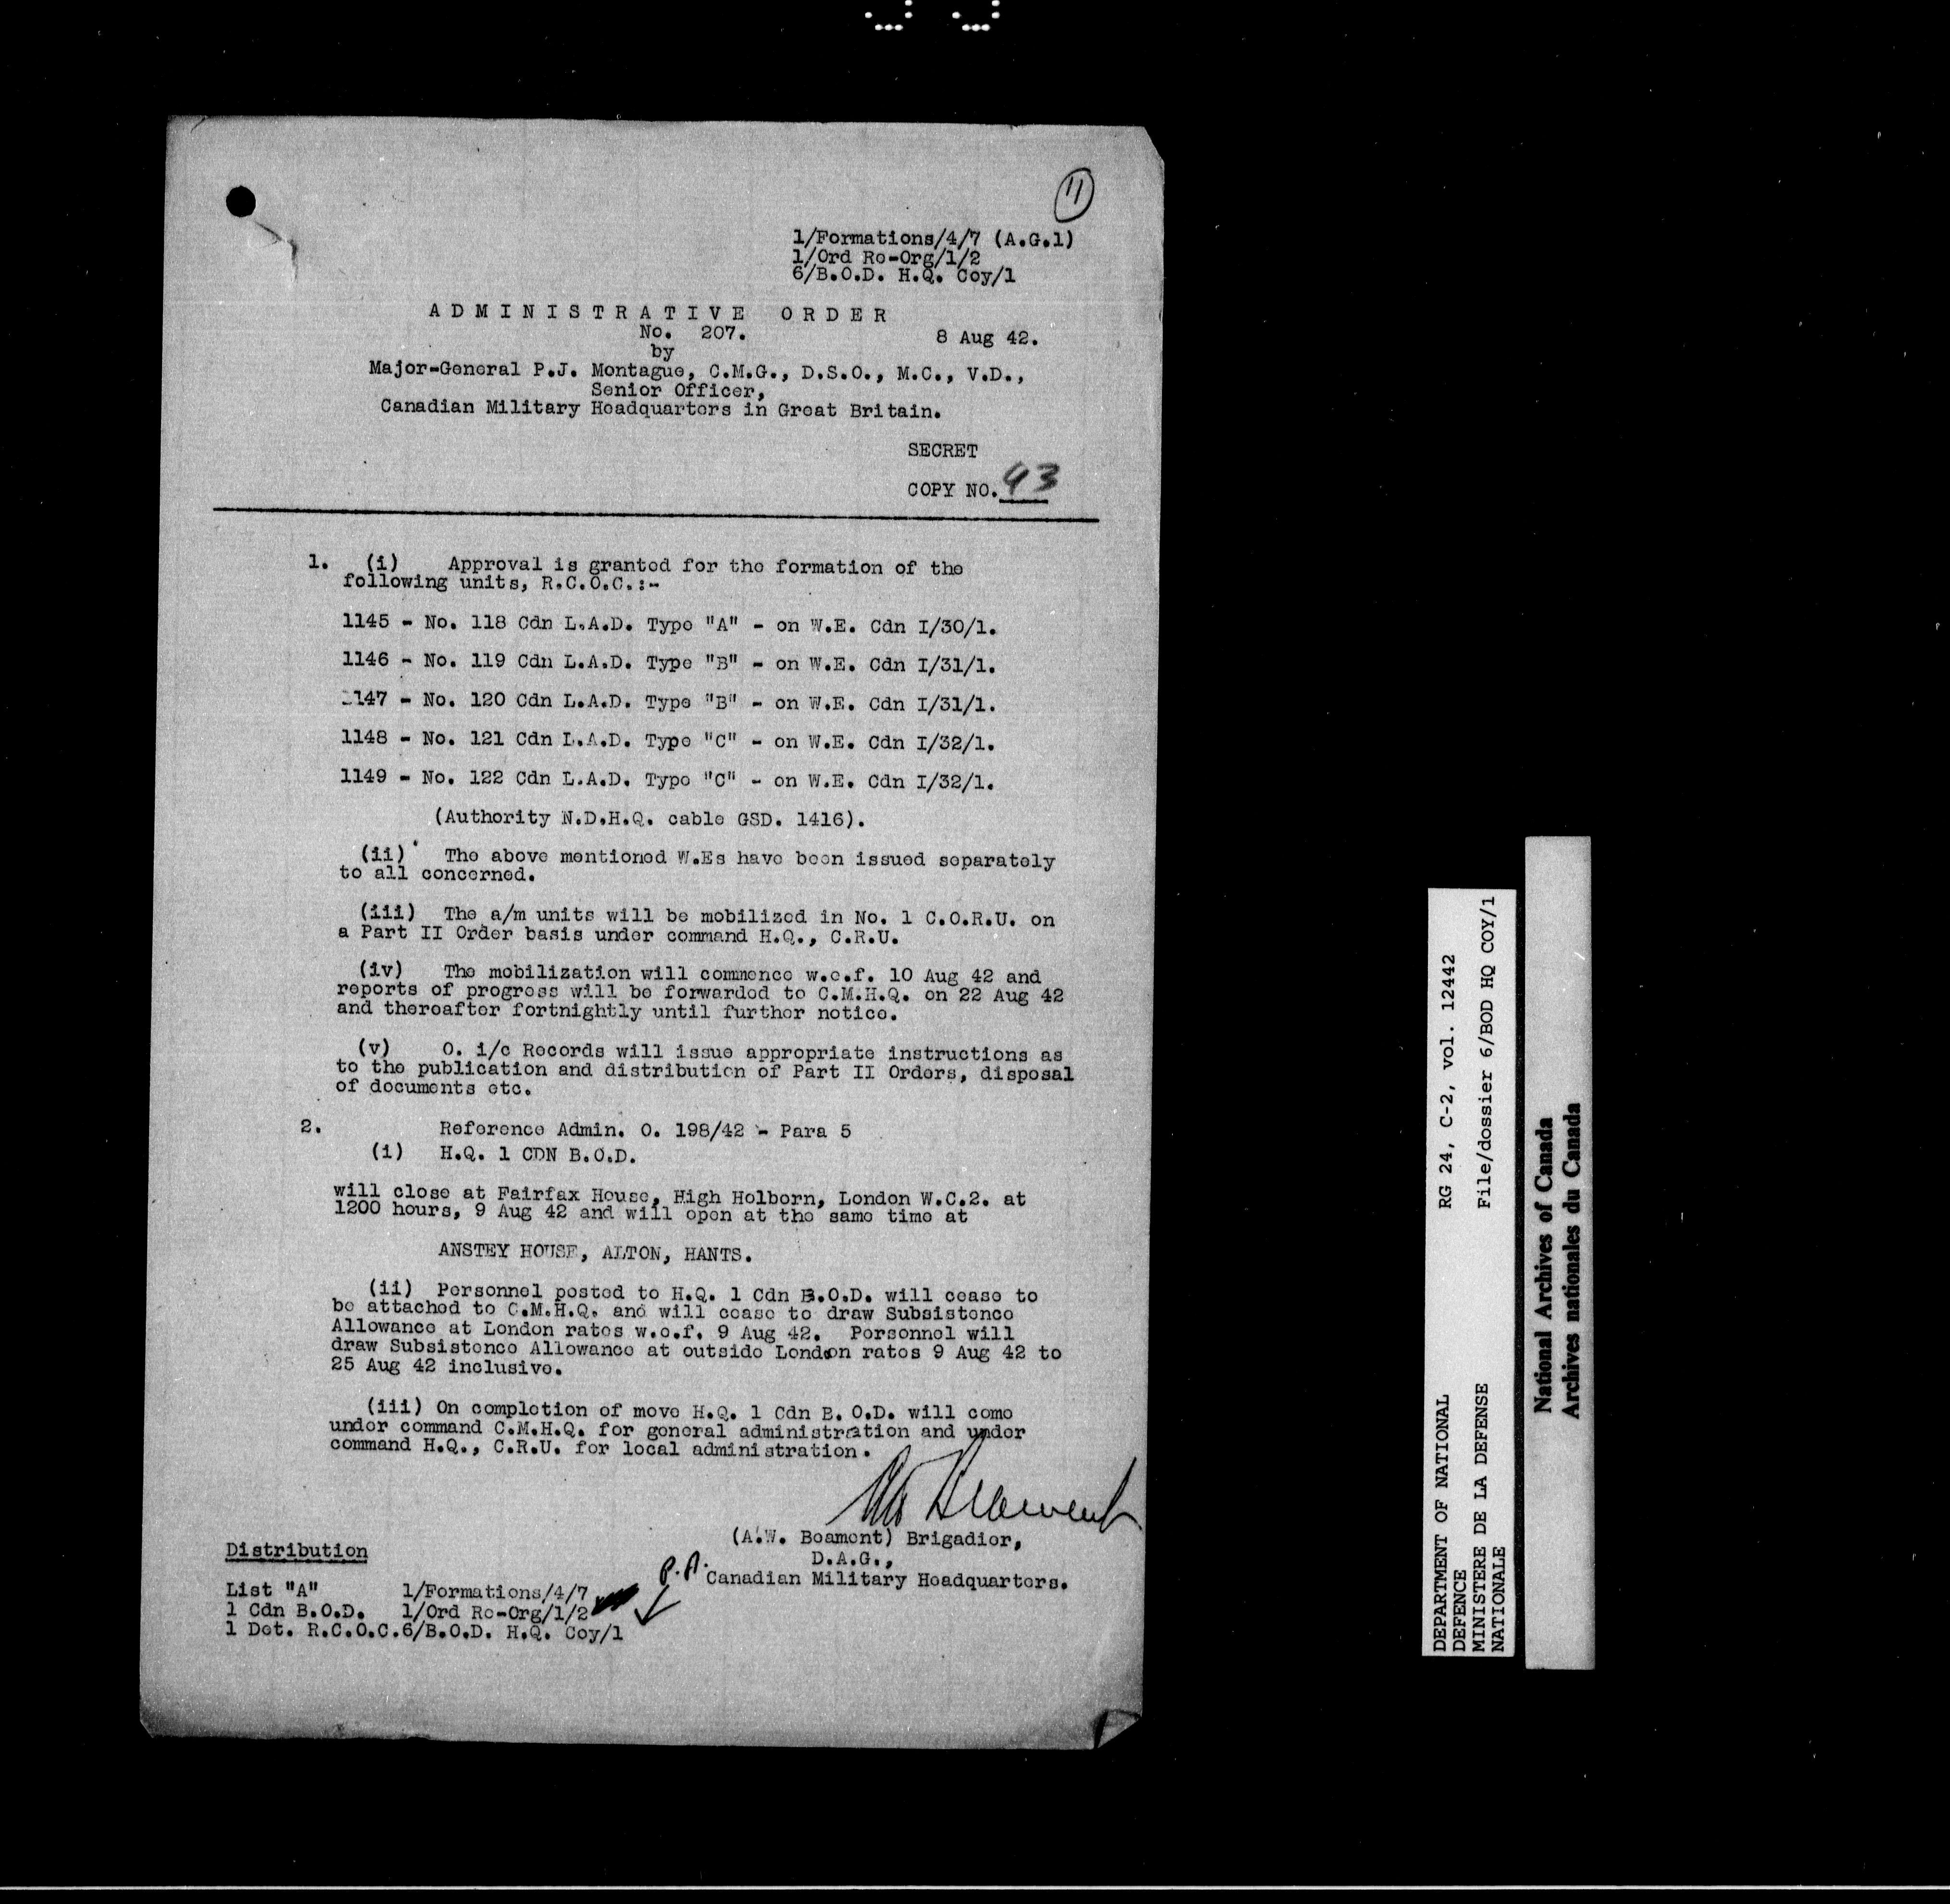 11
1/Formations/4/7 (A.G.1)
1/Ord Re-Org/1/2
6/B.O.D. H.Q. Coy/1
ADMINISTRATIVE ORDER
No. 207. 8 Aug 42.
by
Major-General P.J. Montague, C.M.G., D.S.O., M.C., V.D.,
Senior Officer,
Canadian Military Headquarters in Great Britain.
SECRET
COPY NO. 43
1. (i) Approval is granted for the formation of the
following units, R.C.O.C.:-
1145 - No. 118 Cdn L.A.D. Type "A" - on W.E. Cdn I/30/1.
1146 - No. 119 Cdn L.A.D. Type "B" - on W.E. Cdn I/31/1.
1147 - No. 120 Cdn L.A.D. Type "B" - on W.E. Cdn I/31/1.
1148 - No. 121 Cdn L.A.D. Type "C" - on W.E. Cdn I/32/1.
1149 - No. 122 Cdn L.A.D. Type "C" - on W.E. Cdn I/32/1.
(Authority N.D.H.Q. cable GSD. 1416).
(ii) The above mentioned W.Es have been issued separately
to all concerned.
(iii) The a/m units will be mobilized in No. 1 C.O.R.U. on
a Part II Order basis under command H.Q., C.R.U.
(iv) The mobilization will commence w.e.f. 10 Aug 42 and
reports of progress will be forwarded to C.M.H.Q. on 22 Aug 42
and thereafter fortnightly until further notice.
(v) O. i/c Records will issue appropriate instructions as
to the publication and distribution of Part II Orders, disposal
of documents etc.
2. Reference Admin. O. 198/42 - Para 5
(i) H.Q. 1 CDN B.O.D.
will close at Fairfax House, High Holborn, London W.C.2. at
1200 hours, 9 Aug 42 and will open at the same time at
ANSTEY HOUSE, ALTON, HANTS.
(ii) Personnel posted to H.Q. 1 Cdn B.O.D. will cease to
be attached to C.M.H.Q. and will cease to draw Subsistence
Allowance at London rates w.e.f. 9 Aug 42. Personnel will
draw Subsistence Allowance at outside London rates 9 Aug 42 to
25 Aug 42 inclusive.
(iii) On completion of move H.Q. 1 Cdn B.O.D. will come
under command C.M.H.Q. for general administration and under
command H.Q., C.R.U. for local administration.
(A.W. Beament) Brigadier,
D.A.G.,
Canadian Military Headquarters.
P.A.
Distribution
List "A" 1/Formations/4/7
1 Cdn B.O.D. 1/Ord Re-Org/1/2
1 Det. R.C.O.C. 6/B.O.D. H.Q. Coy/1
DEPARTMENT OF NATIONAL RG 24, C-2, vol. 12442
DEFENCE
MINISTERE DE LA DEFENSE File/dossier 6/BOD HQ COY/1
NATIONALE
National Archives of Canada
Archives nationales du Canada